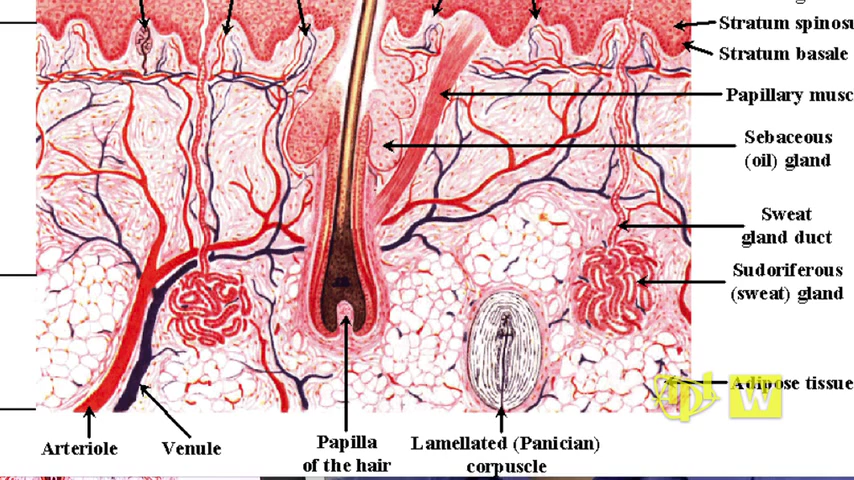 Stratum spinosu
Stratum basale
Papillary musc
Sebaceous
(oil) gland
Sweat
gland duct
Sudoriferous
(sweat) gland
Adipose tissue
W
Arteriole
Venule
Papilla
of the hair
Lamellated (Panician)
corpuscle